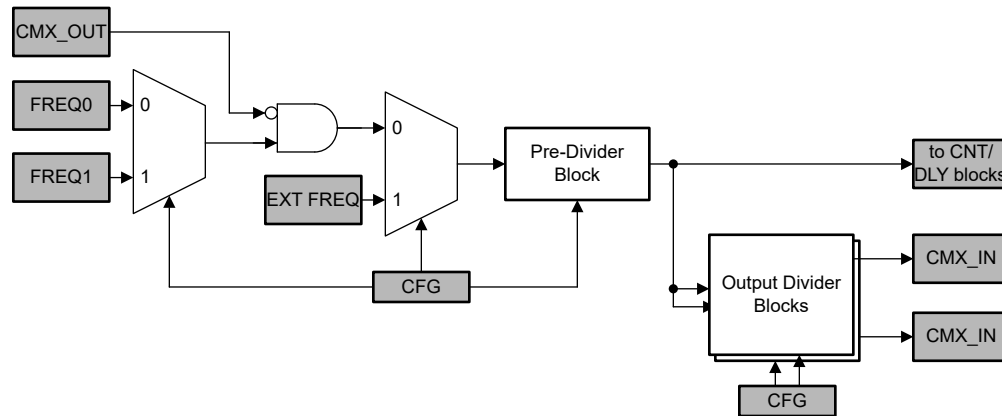 CMX_OUT
FREQ0
FREQ1
0
1
EXT FREQ
0
1
CFG
Pre-Divider
Block
to CNT/
DLY blocks
Output Divider
Blocks
CMX_IN
CMX_IN
CFG